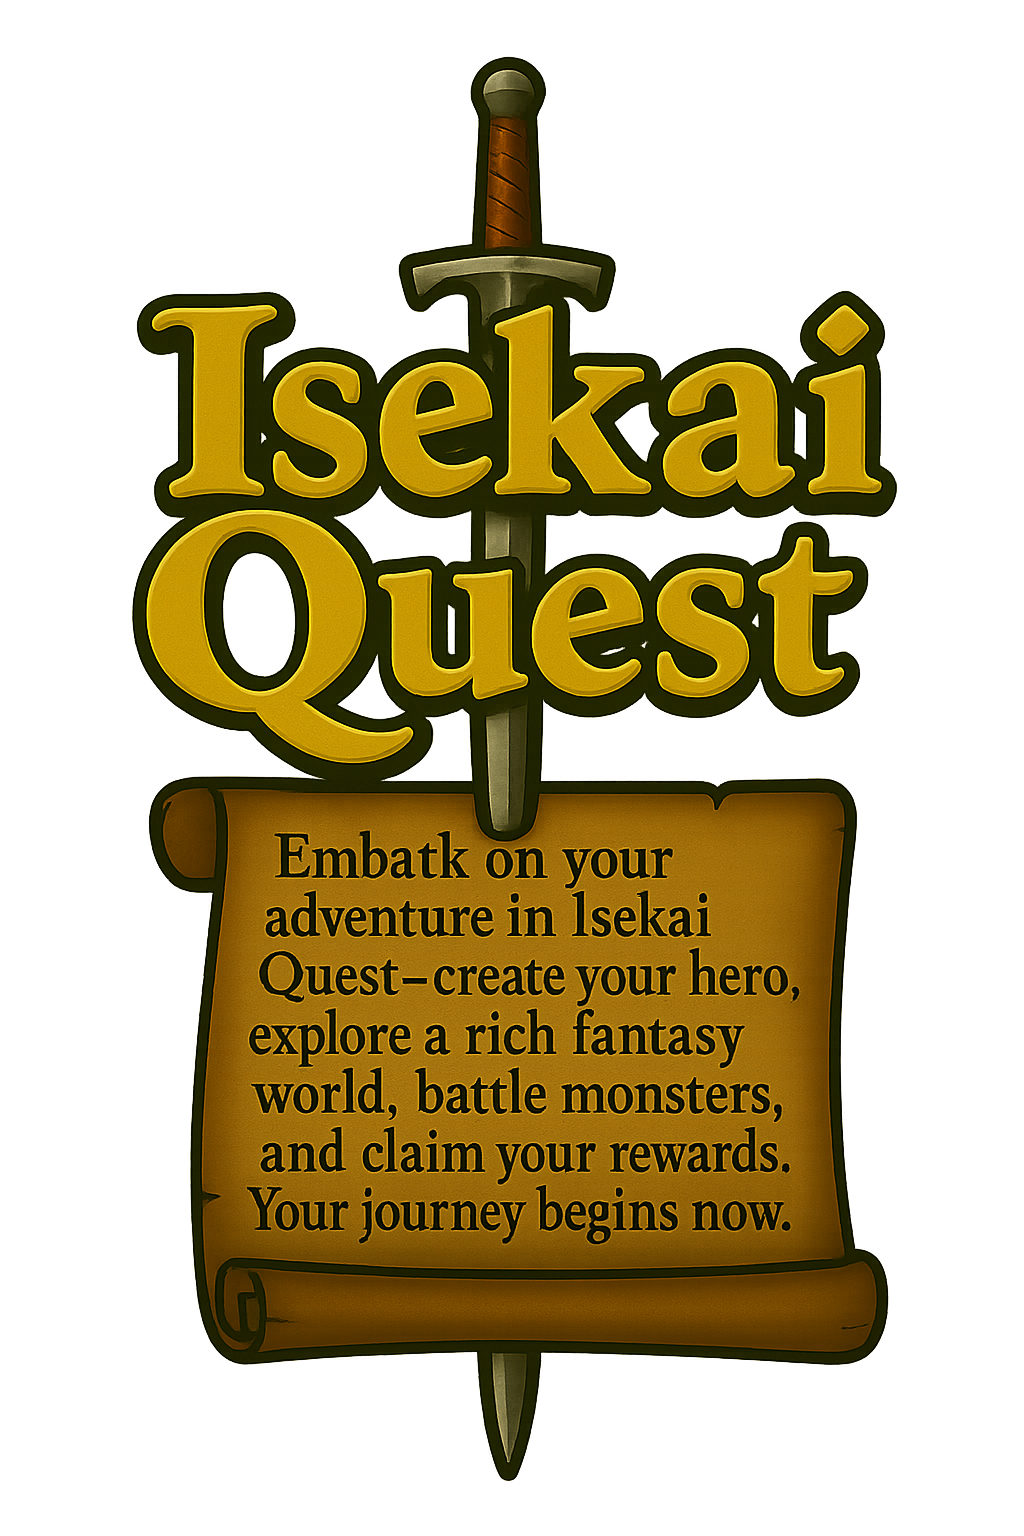 Isekai
Quest
Embatk on your
adventure in Isekai
Quest–create your hero,
explore a rich fantasy
world, battle monsters,
and claim your rewards.
Your journey begins now.